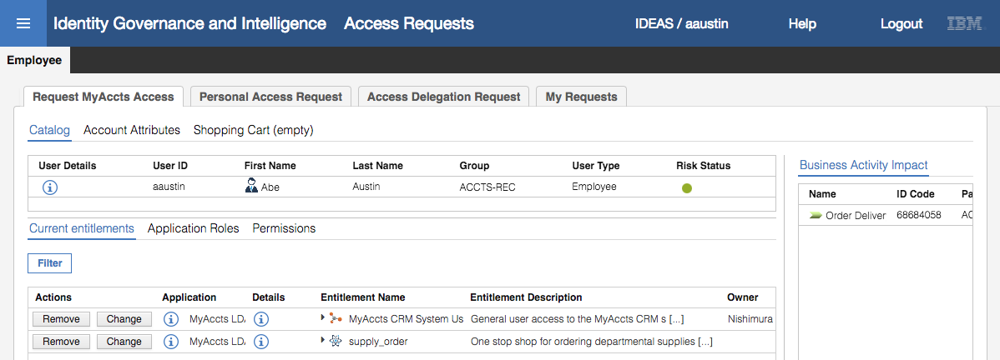 Identity Governance and Intelligence Access Requests IDEAS / aaustin Help Logout IBM
Employee
Request MyAccts Access Personal Access Request Access Delegation Request My Requests
Catalog Account Attributes Shopping Cart (empty)
User Details User ID First Name Last Name Group User Type Risk Status
aaustin Abe Austin ACCTS-REC Employee
Business Activity Impact
Name ID Code Pa
Order Deliver 68684058 AC
Current entitlements Application Roles Permissions
Filter
Actions Application Details Entitlement Name Entitlement Description Owner
Remove Change MyAccts LDA MyAccts CRM System Us General user access to the MyAccts CRM s [...] Nishimura
Remove Change MyAccts LDA supply_order One stop shop for ordering departmental supplies [...]